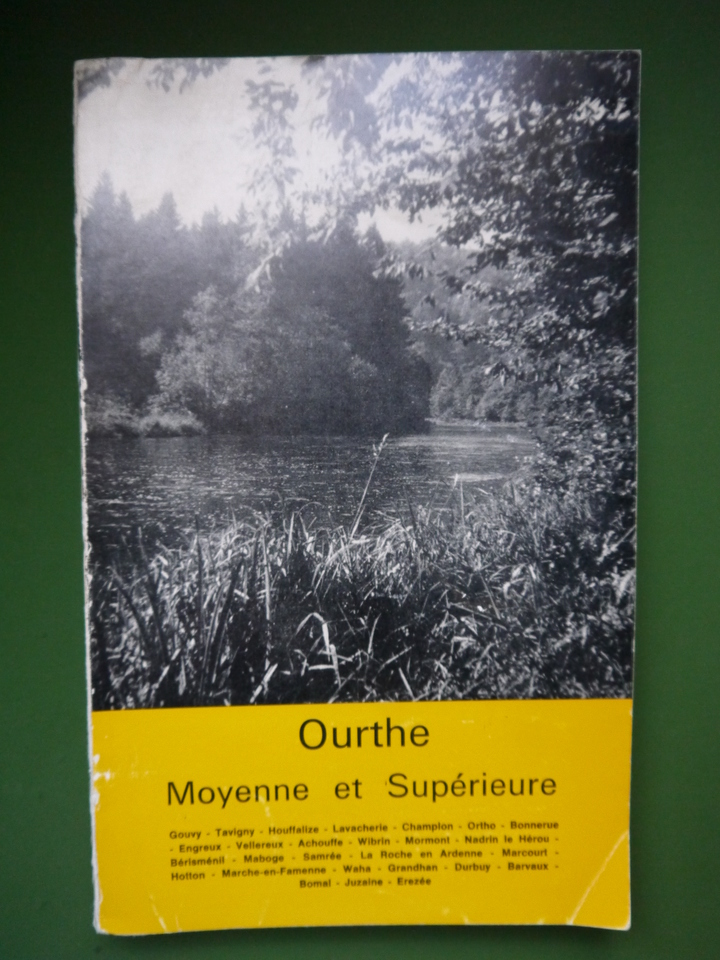 Ourthe
Moyenne et Supérieure
Gouvy - Tavigny - Houffalize - Lavacherie - Champlon - Ortho - Bonnerue
- Engreux - Vellereux - Achouffe - Wibrin - Mormont - Nadrin le Hérou -
Bérisménil - Maboge - Samrée - La Roche en Ardenne - Marcourt -
Hotton - Marche-en-Famenne - Waha - Grandhan - Durbuy - Barvaux -
Bomal - Juzaine - Erezée